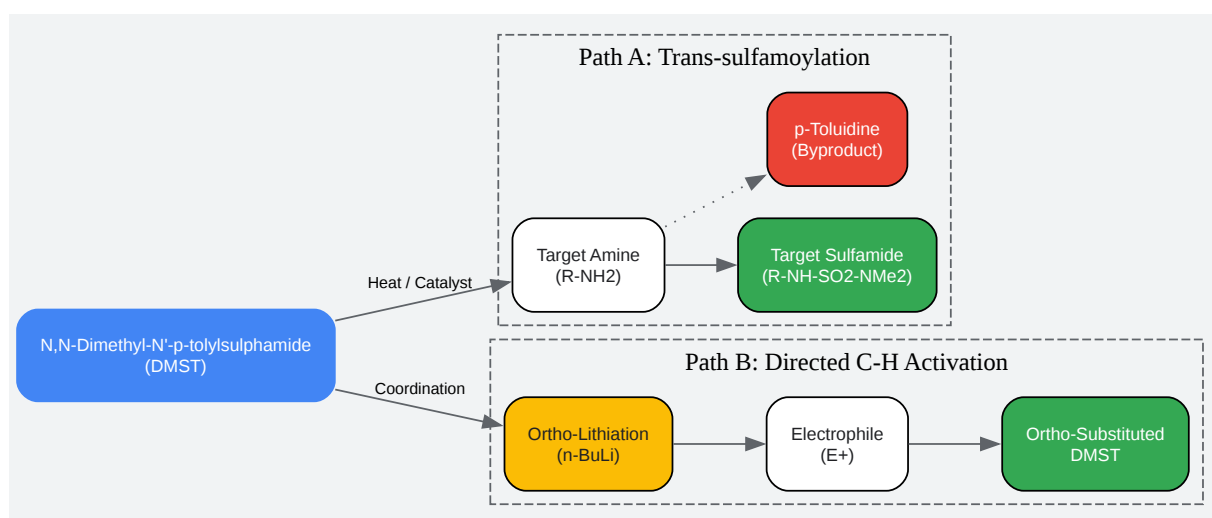 Path A: Trans-sulfamoylation
p-Toluidine
(Byproduct)
Target Amine
(R-NH2)
Target Sulfamide
(R-NH-SO2-NMe2)
Heat / Catalyst
N,N-Dimethyl-N'-p-tolylsulphamide
(DMST)
Coordination
Path B: Directed C-H Activation
Ortho-Lithiation
(n-BuLi)
Electrophile
(E+)
Ortho-Substituted
DMST